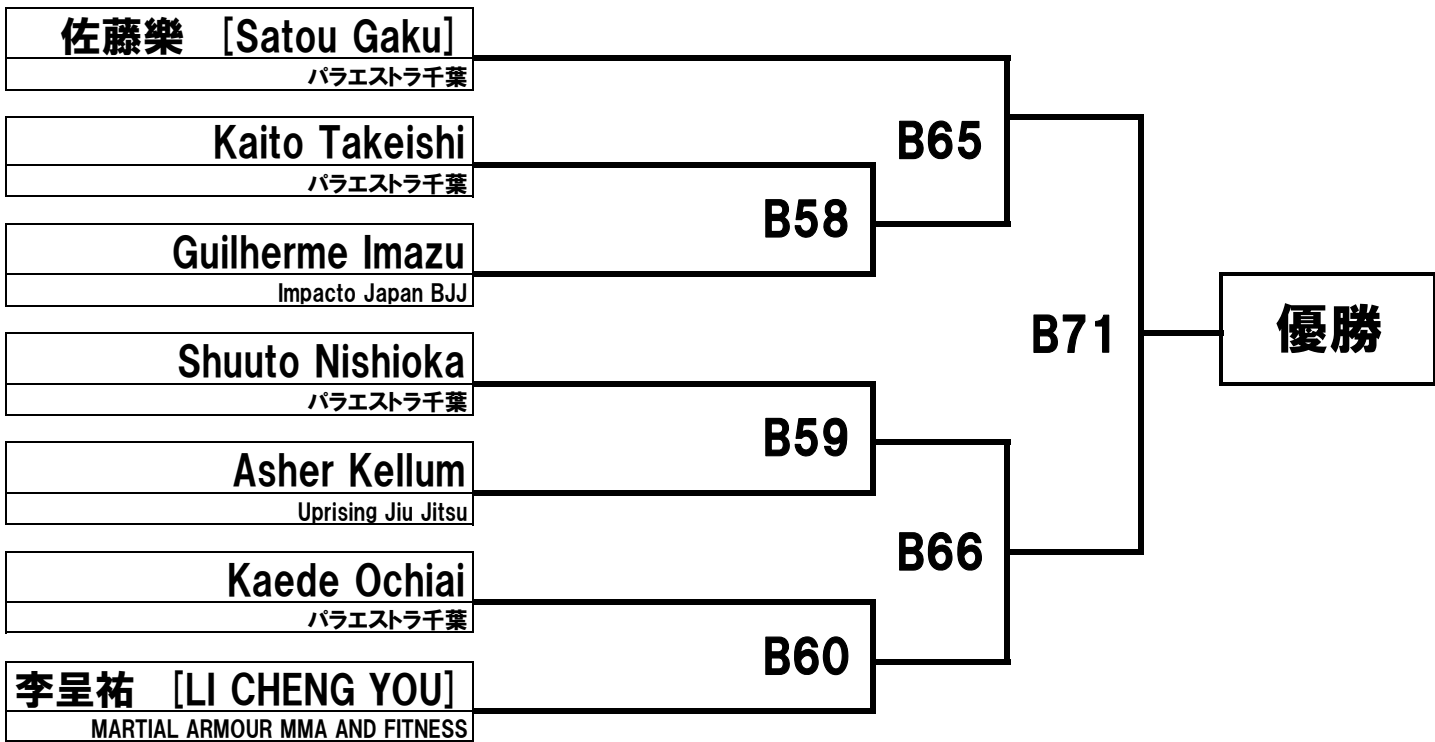 佐藤樂　[Satou Gaku]
パラエストラ千葉
Kaito Takeishi
パラエストラ千葉
Guilherme Imazu
Impacto Japan BJJ
Shuuto Nishioka
パラエストラ千葉
Asher Kellum
Uprising Jiu Jitsu
Kaede Ochiai
パラエストラ千葉
李呈祐　[LI CHENG YOU]
MARTIAL ARMOUR MMA AND FITNESS
B58
B59
B60
B65
B66
B71
優勝